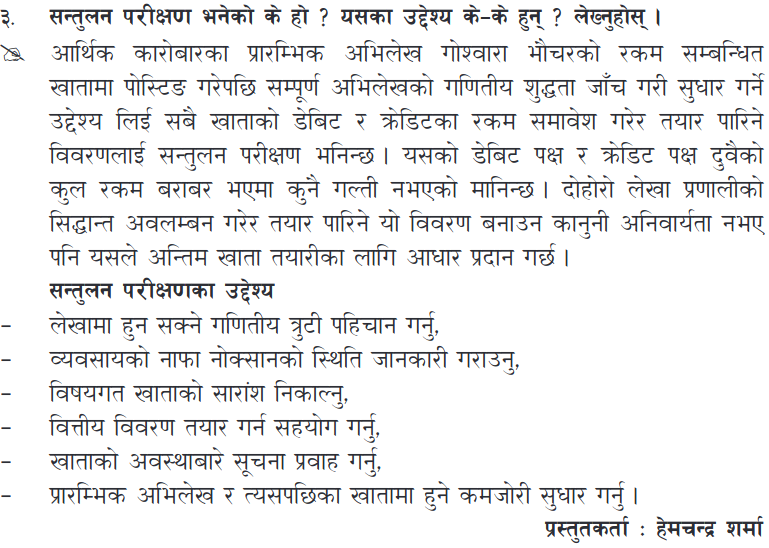 ३. सन्तुलन परीक्षण भनेको के हो ? यसका उद्देश्य के-के हुन् ? लेख्नुहोस् ।
आर्थिक कारोबारका प्रारम्भिक अभिलेख गोश्वारा भौचरको रकम सम्बन्धित
खातामा पोस्टिङ गरेपछि सम्पूर्ण अभिलेखको गणितीय शुद्धता जाँच गरी सुधार गर्ने
उद्देश्य लिई सबै खाताको डेबिट र क्रेडिटका रकम समावेश गरेर तयार पारिने
विवरणलाई सन्तुलन परीक्षण भनिन्छ । यसको डेबिट पक्ष र क्रेडिट पक्ष दुवैको
कुल रकम बराबर भएमा कुनै गल्ती नभएको मानिन्छ । दोहोरो लेखा प्रणालीको
सिद्धान्त अवलम्बन गरेर तयार पारिने यो विवरण बनाउन कानुनी अनिवार्यता नभए
पनि यसले अन्तिम खाता तयारीका लागि आधार प्रदान गर्छ ।
सन्तुलन परीक्षणका उद्देश्य
- लेखामा हुन सक्ने गणितीय त्रुटी पहिचान गर्नु,
- व्यवसायको नाफा नोक्सानको स्थिति जानकारी गराउनु,
- विषयगत खाताको सारांश निकाल्नु,
- वित्तीय विवरण तयार गर्न सहयोग गर्नु,
- खाताको अवस्थाबारे सूचना प्रवाह गर्नु,
- प्रारम्भिक अभिलेख र त्यसपछिका खातामा हुने कमजोरी सुधार गर्नु ।
प्रस्तुतकर्ता : हेमचन्द्र शर्मा